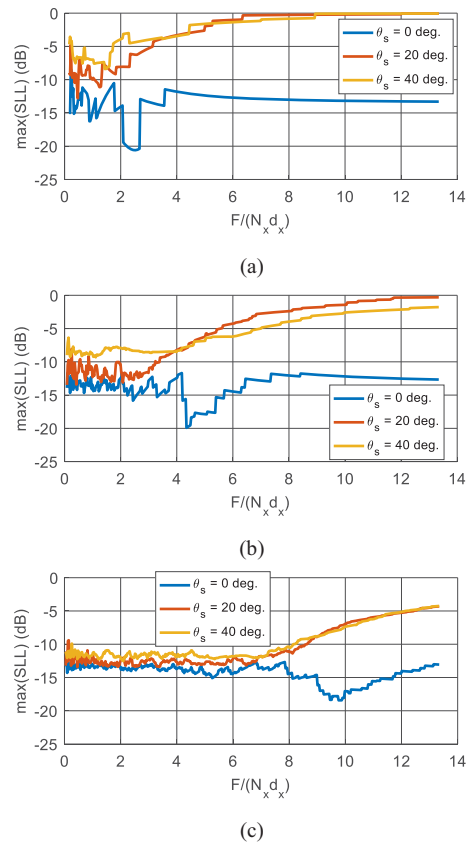 max(SLL) (dB)
0
-5
-10
-15
-20
-25
θs = 0 deg.
θs = 20 deg.
θs = 40 deg.
0 2 4 6 8 10 12 14
F/(Nxdx)
(a)
max(SLL) (dB)
0
-5
-10
-15
-20
-25
θs = 0 deg.
θs = 20 deg.
θs = 40 deg.
0 2 4 6 8 10 12 14
F/(Nxdx)
(b)
max(SLL) (dB)
0
-5
-10
-15
-20
-25
θs = 0 deg.
θs = 20 deg.
θs = 40 deg.
0 2 4 6 8 10 12 14
F/(Nxdx)
(c)